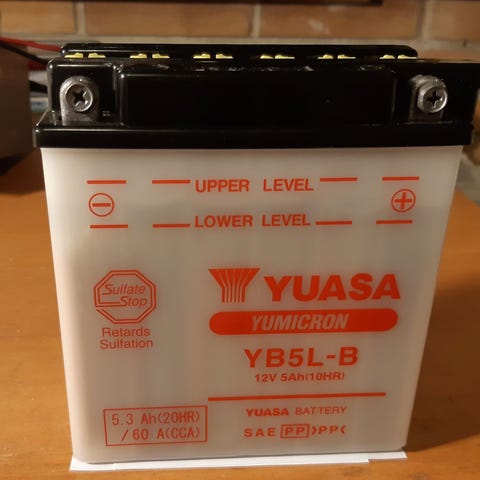 UPPER LEVEL
LOWER LEVEL
Sulfate
Stop
Retards
Sulfation
YUASA
YUMICRON
YB5L-B
12V 5Ah(10HR)
5.3 Ah(20HR)
/60 A(CCA)
YUASA BATTERY
SAE PP >PP<